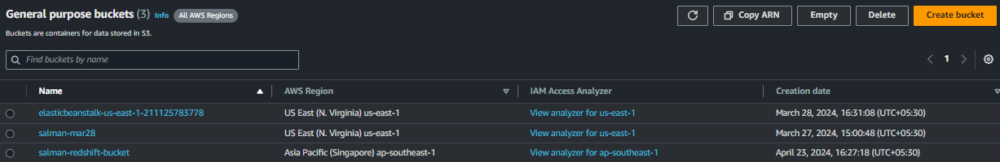 General purpose buckets (3) Info All AWS Regions
Copy ARN Empty Delete Create bucket
Buckets are containers for data stored in S3.
Find buckets by name
1
Name AWS Region IAM Access Analyzer Creation date
elasticbeanstalk-us-east-1-211125783778 US East (N. Virginia) us-east-1 View analyzer for us-east-1 March 28, 2024, 16:31:08 (UTC+05:30)
salman-mar28 US East (N. Virginia) us-east-1 View analyzer for us-east-1 March 27, 2024, 15:00:48 (UTC+05:30)
salman-redshift-bucket Asia Pacific (Singapore) ap-southeast-1 View analyzer for ap-southeast-1 April 23, 2024, 16:27:18 (UTC+05:30)